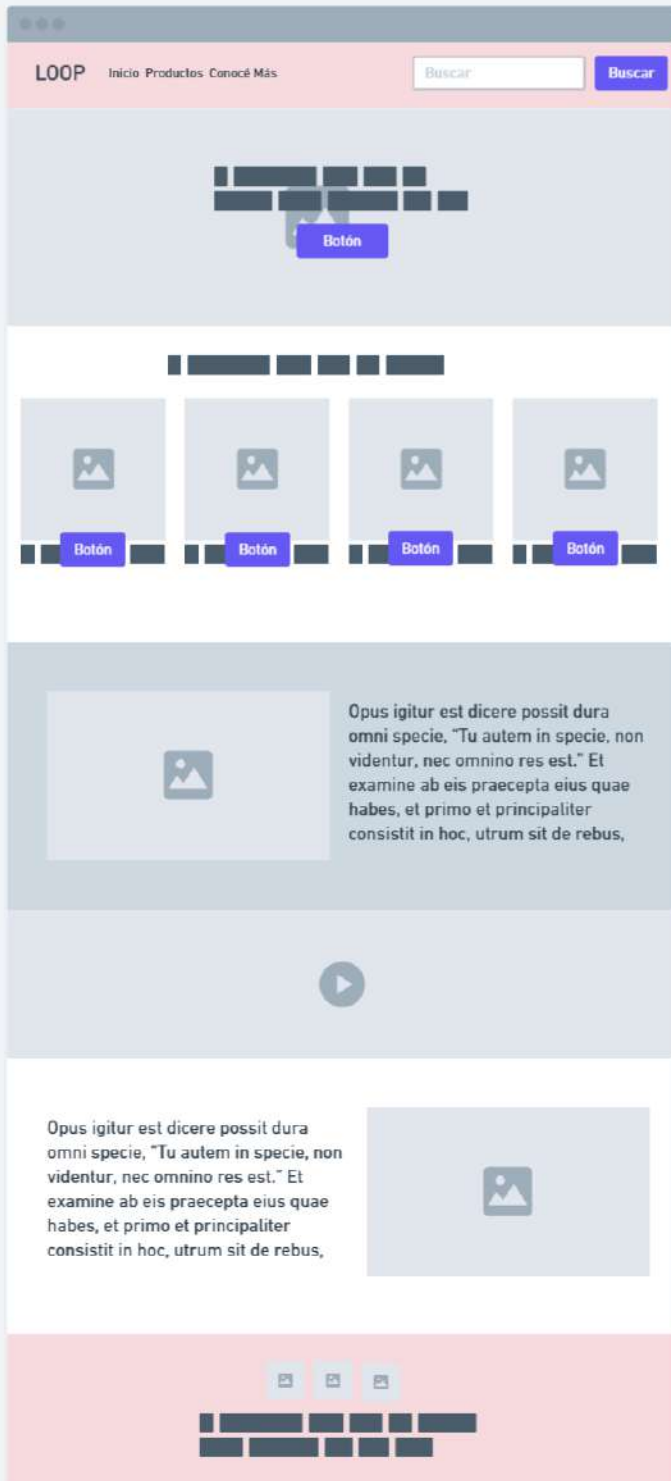 LOOP Inicio Productos Conocé Más Buscar Buscar
Botón
Botón Botón Botón Botón
Opus igitur est dicere possit dura
omni specie, "Tu autem in specie, non
videntur, nec omnino res est." Et
examine ab eis praecepta eius quae
habes, et primo et principaliter
consistit in hoc, utrum sit de rebus,
Opus igitur est dicere possit dura
omni specie, "Tu autem in specie, non
videntur, nec omnino res est." Et
examine ab eis praecepta eius quae
habes, et primo et principaliter
consistit in hoc, utrum sit de rebus,